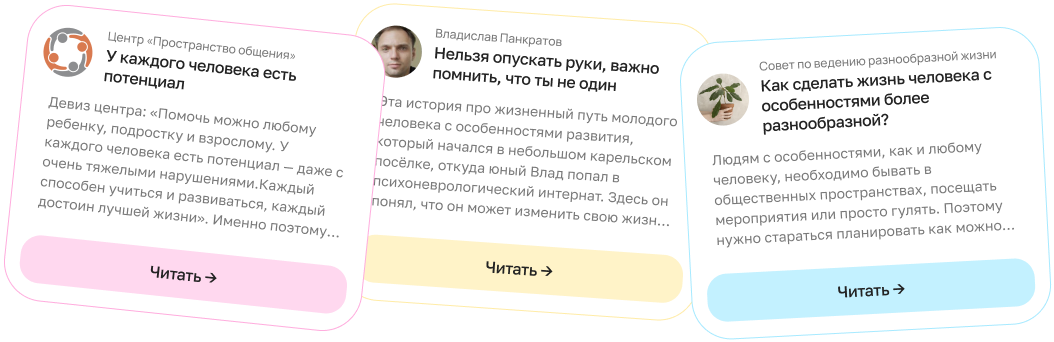 Центр «Пространство общения»
У каждого человека есть
потенциал
Девиз центра: «Помочь можно любому
ребенку, подростку и взрослому. У
каждого человека есть потенциал — даже с
очень тяжелыми нарушениями.Каждый
способен учиться и развиваться, каждый
достоин лучшей жизни». Именно поэтому...
Читать →
Владислав Панкратов
Нельзя опускать руки, важно
помнить, что ты не один
Эта история про жизненный путь молодого
человека с особенностями развития,
который начался в небольшом карельском
посёлке, откуда юный Влад попал в
психоневрологический интернат. Здесь он
понял, что он может изменить свою жизн...
Читать →
Совет по ведению разнообразной жизни
Как сделать жизнь человека с
особенностями более
разнообразной?
Людям с особенностями, как и любому
человеку, необходимо бывать в
общественных пространствах, посещать
мероприятия или просто гулять. Поэтому
нужно стараться планировать как можно...
Читать →